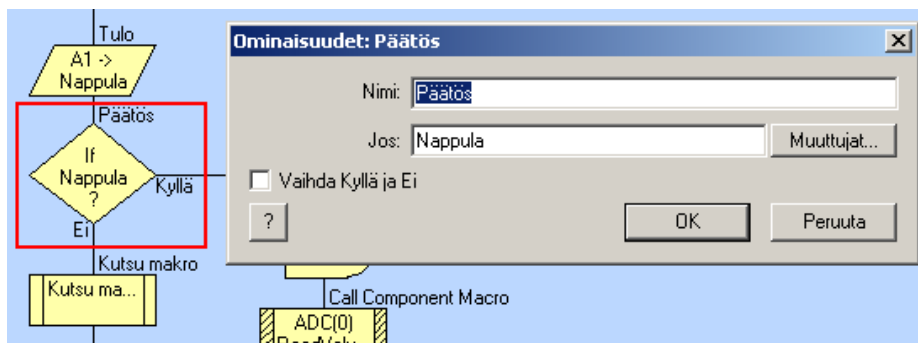 Tulo
A1 ->
Nappula
Päätös
If
Nappula
?
Kyllä
Ei
Kutsu makro
Kutsu ma...
Ominaisuudet: Päätös
Nimi: Päätös
Jos: Nappula
Muuttujat...
Vaihda Kyllä ja Ei
?
OK
Peruuta
Call Component Macro
ADC(0)